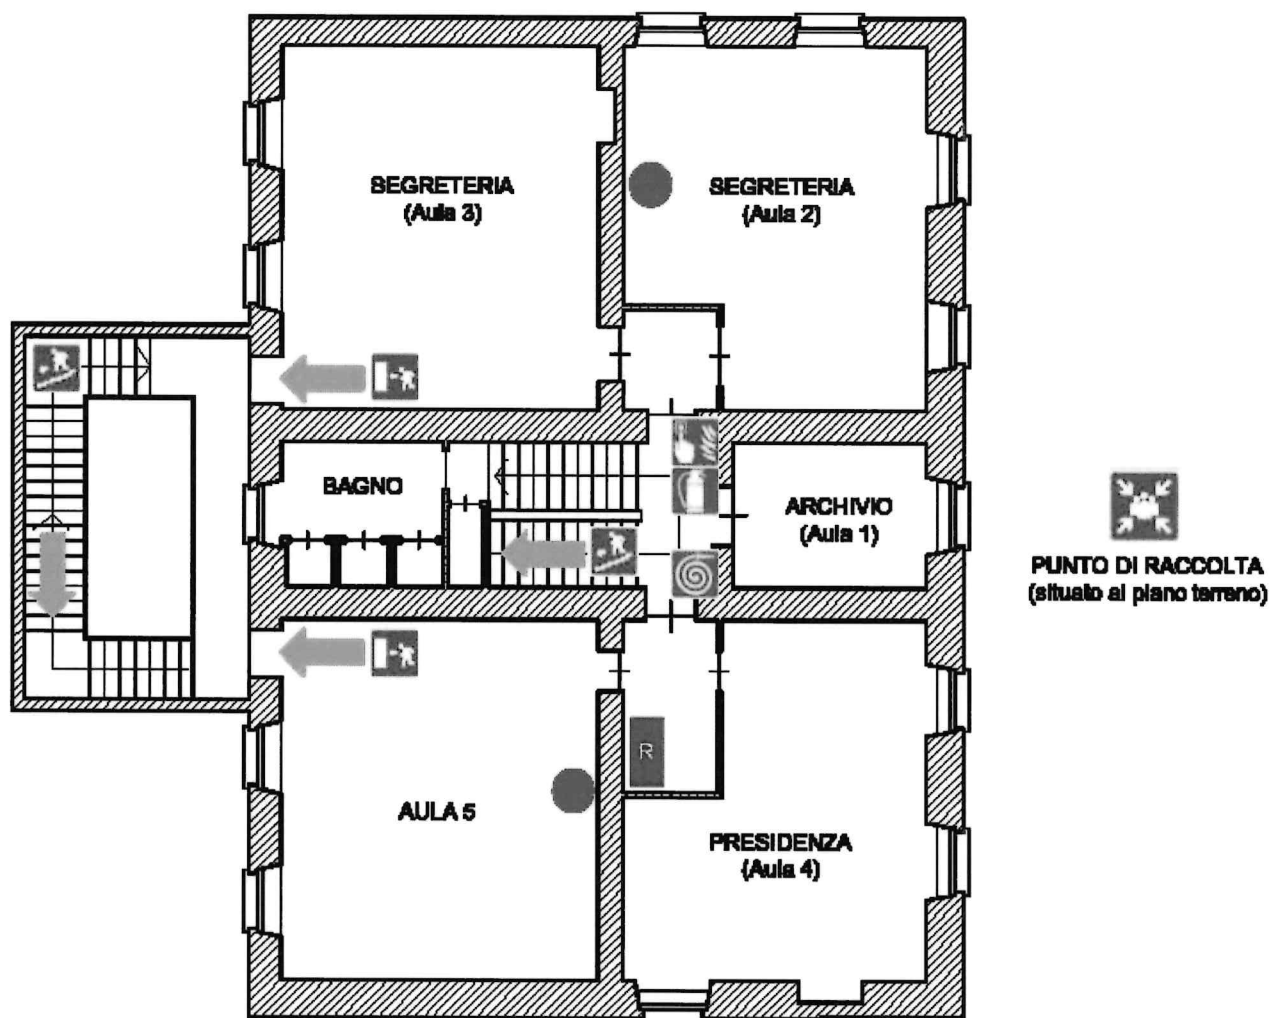 SEGRETERIA
(Aula 3)
SEGRETERIA
(Aula 2)
BAGNO
ARCHIVIO
(Aula 1)
PUNTO DI RACCOLTA
(situato al piano terreno)
R
AULA 5
PRESIDENZA
(Aula 4)